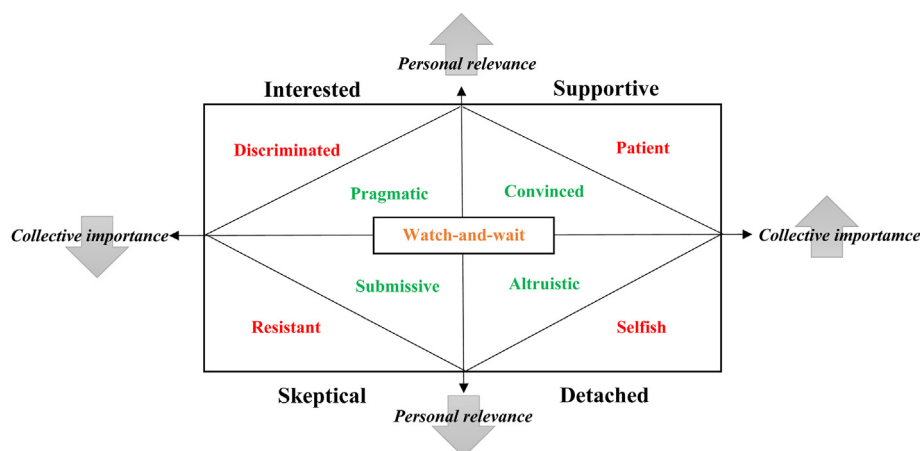 Personal relevance
Interested
Supportive
Discriminated
Patient
Pragmatic
Convinced
Collective importance
Watch-and-wait
Collective importamce
Submissive
Altruistic
Resistant
Selfish
Skeptical
Detached
Personal relevance